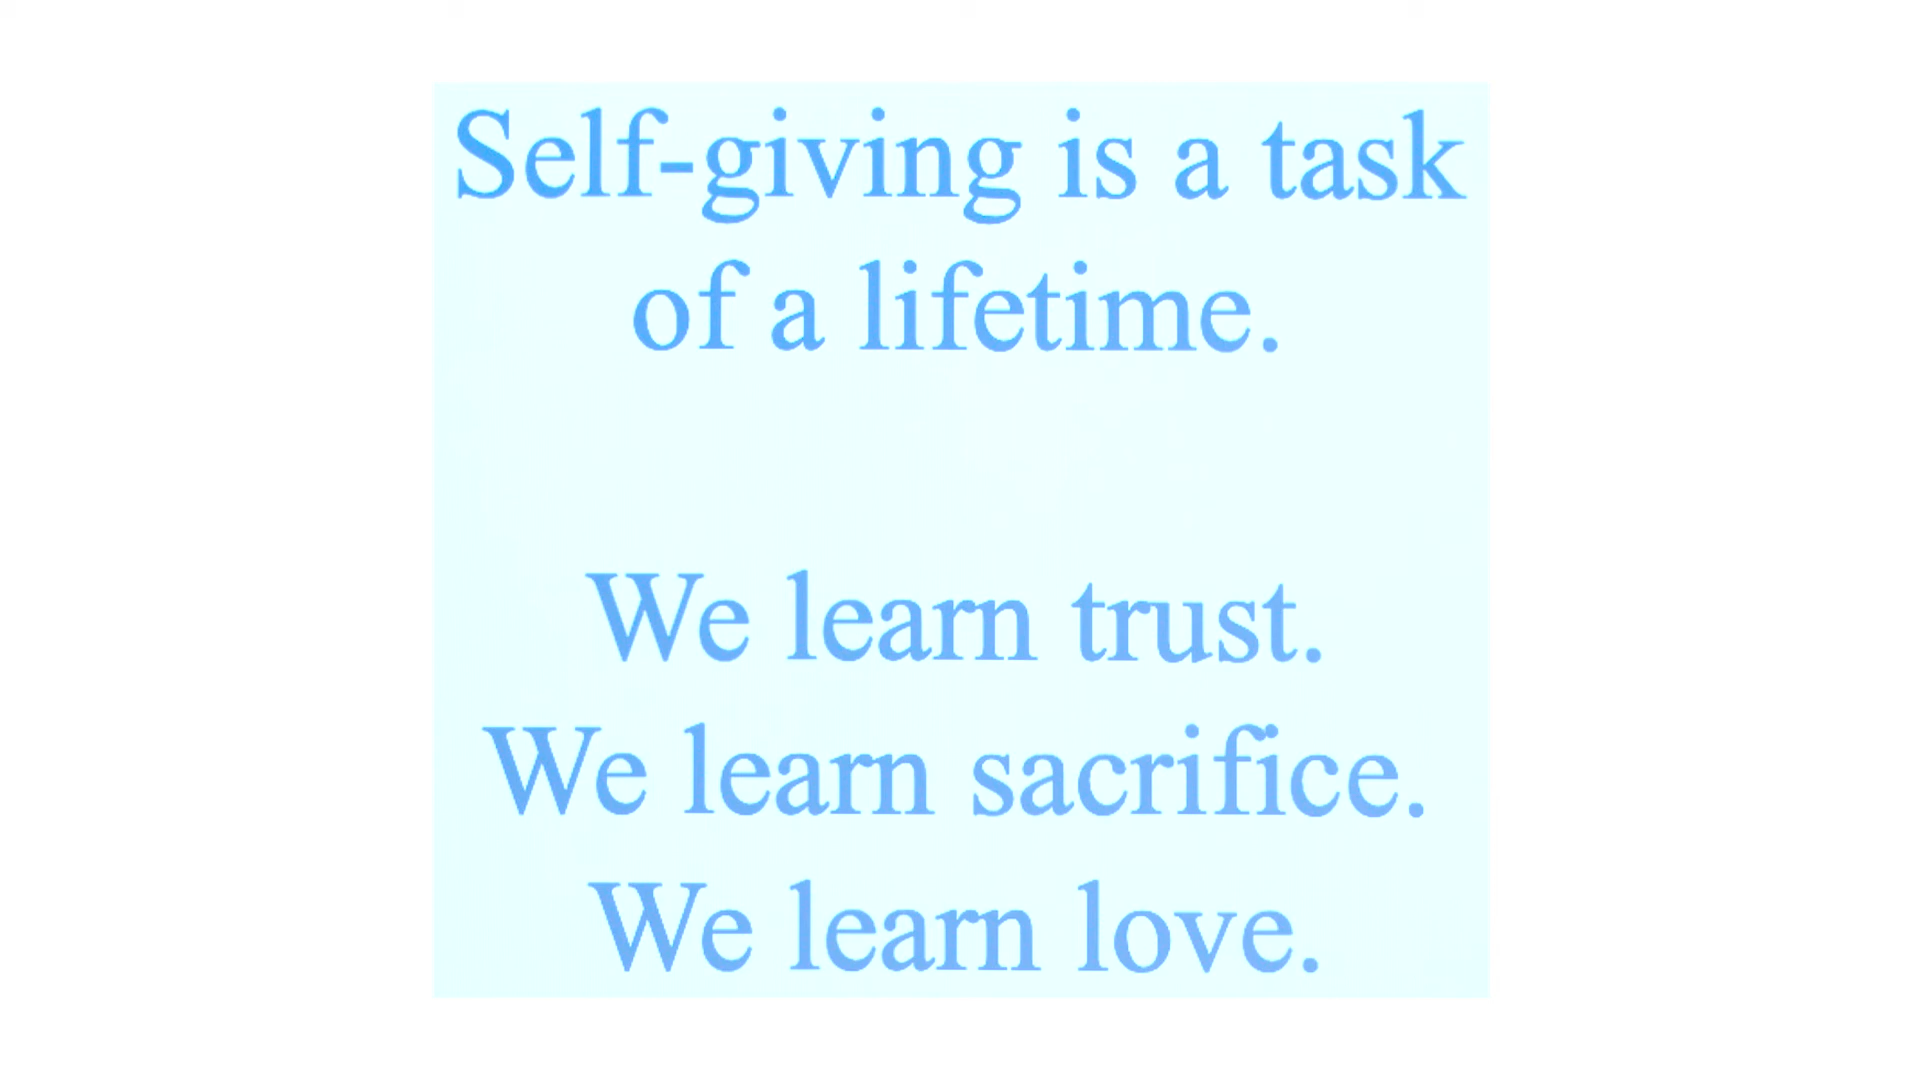 Self-giving is a task
of a lifetime.
We learn trust.
We learn sacrifice.
We learn love.